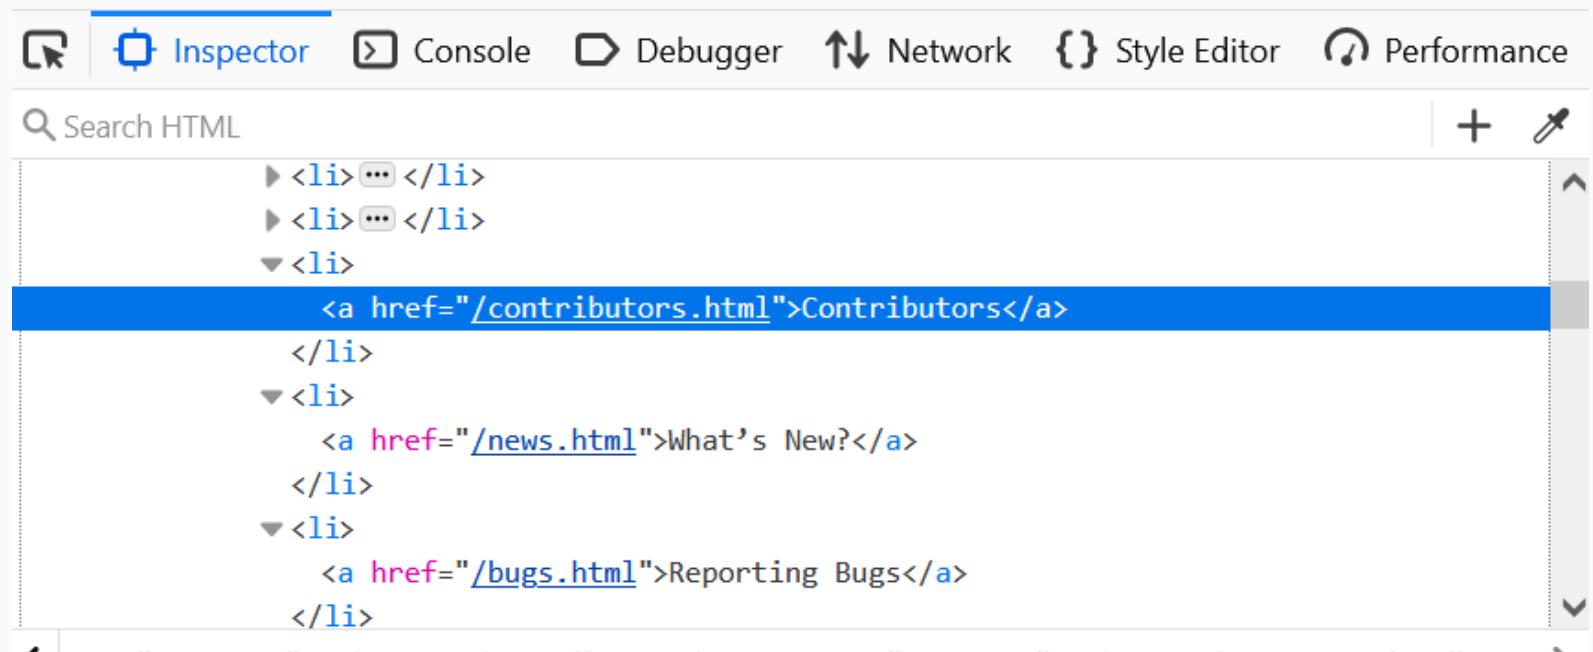 Inspector Console Debugger Network Style Editor Performance
Search HTML
<li>···</li>
<li>···</li>
<li>
<a href="/contributors.html">Contributors</a>
</li>
<li>
<a href="/news.html">What’s New?</a>
</li>
<li>
<a href="/bugs.html">Reporting Bugs</a>
</li>